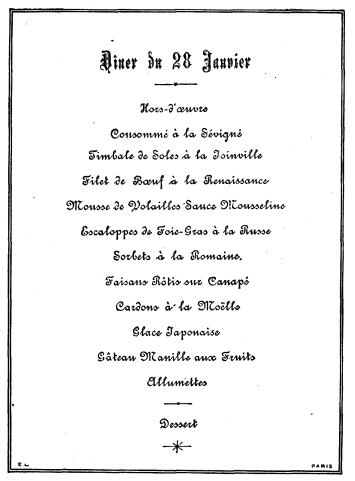 Diner du 28 Janvier
Hors-d'œuvre
Consommé à la Sévigné
Timbale de Soles à la Joinville
Filet de Bœuf à la Renaissance
Mousse de Volailles Sauce Mousseline
Escaloppes de Foie-Gras à la Russe
Sorbets à la Romaine.
Faisans Rôtis sur Canapé
Cardons à la Moëlle
Glace Japonaise
Gâteau Manille aux Fruits
Allumettes
Dessert
PARIS